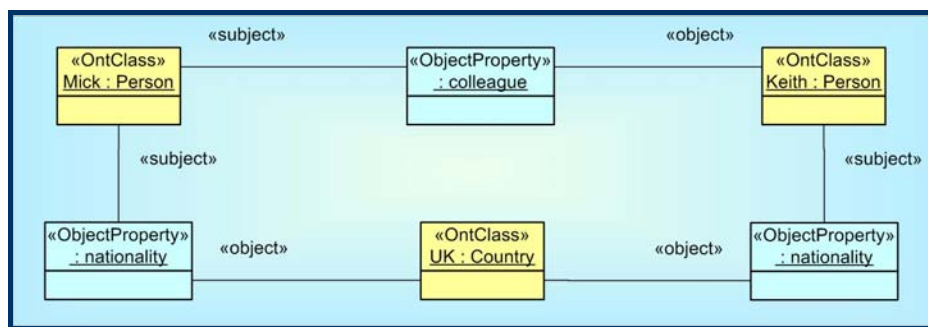 «subject»
«object»
«OntClass»
Mick : Person
«ObjectProperty»
: colleague
«OntClass»
Keith : Person
«subject»
«subject»
«ObjectProperty»
: nationality
«object»
«OntClass»
UK : Country
«object»
«ObjectProperty»
: nationality